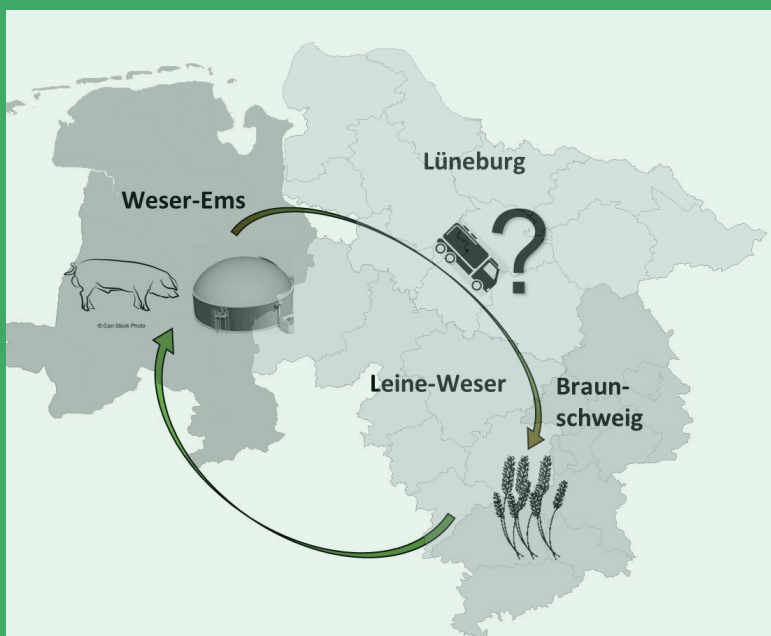 Lüneburg
Weser-Ems
?
© Can Stock Photo
Leine-Weser
Braun-
schweig